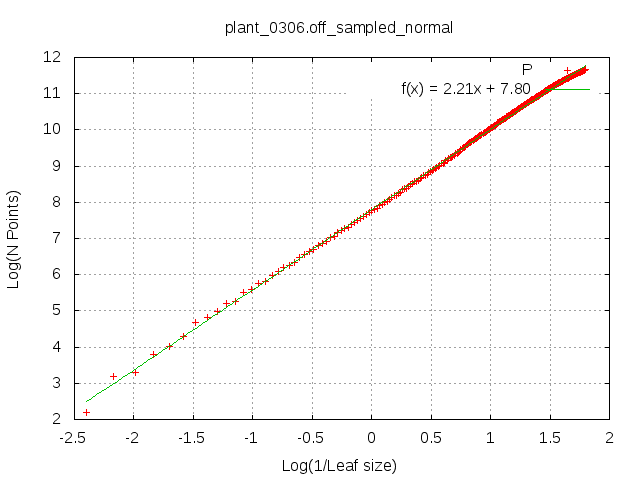 plant_0306.off_sampled_normal
12
11
10
9
8
7
6
5
4
3
2
Log(N Points)
P
f(x) = 2.21x + 7.80
-2.5 -2 -1.5 -1 -0.5 0 0.5 1 1.5 2
Log(1/Leaf size)